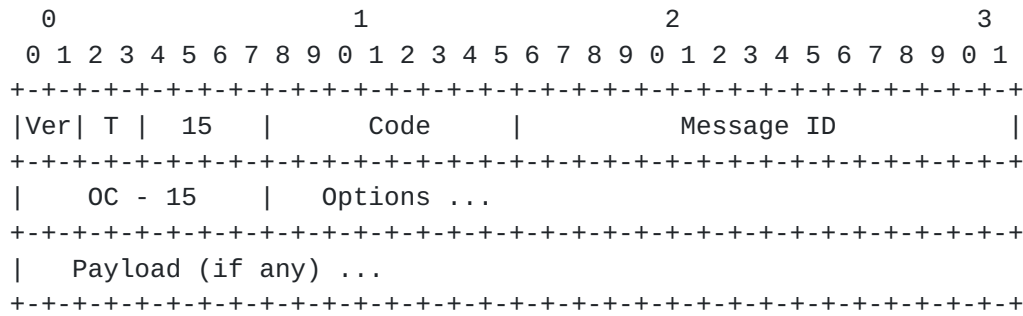 0                   1                   2                   3
 0 1 2 3 4 5 6 7 8 9 0 1 2 3 4 5 6 7 8 9 0 1 2 3 4 5 6 7 8 9 0 1
+-+-+-+-+-+-+-+-+-+-+-+-+-+-+-+-+-+-+-+-+-+-+-+-+-+-+-+-+-+-+-+-+
|Ver| T |  15   |      Code     |          Message ID           |
+-+-+-+-+-+-+-+-+-+-+-+-+-+-+-+-+-+-+-+-+-+-+-+-+-+-+-+-+-+-+-+-+
|    OC - 15    |   Options ...
+-+-+-+-+-+-+-+-+-+-+-+-+-+-+-+-+-+-+-+-+-+-+-+-+-+-+-+-+-+-+-+-+
|   Payload (if any) ...
+-+-+-+-+-+-+-+-+-+-+-+-+-+-+-+-+-+-+-+-+-+-+-+-+-+-+-+-+-+-+-+-+